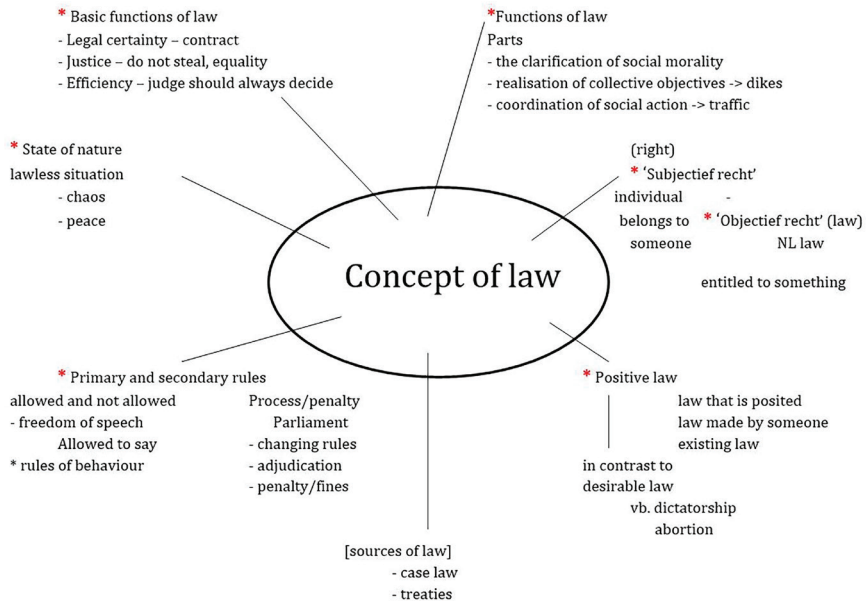 * Basic functions of law
- Legal certainty – contract
- Justice – do not steal, equality
- Efficiency – judge should always decide
*Functions of law
Parts
- the clarification of social morality
- realisation of collective objectives -> dikes
- coordination of social action -> traffic
* State of nature
lawless situation
- chaos
- peace
(right)
* ‘Subjectief recht’
individual -
belongs to * ‘Objectief recht’ (law)
someone NL law
entitled to something
Concept of law
* Primary and secondary rules
allowed and not allowed Process/penalty
- freedom of speech Parliament
Allowed to say - changing rules
* rules of behaviour - adjudication
- penalty/fines
* Positive law
law that is posited
law made by someone
existing law
in contrast to
desirable law
vb. dictatorship
abortion
[sources of law]
- case law
- treaties